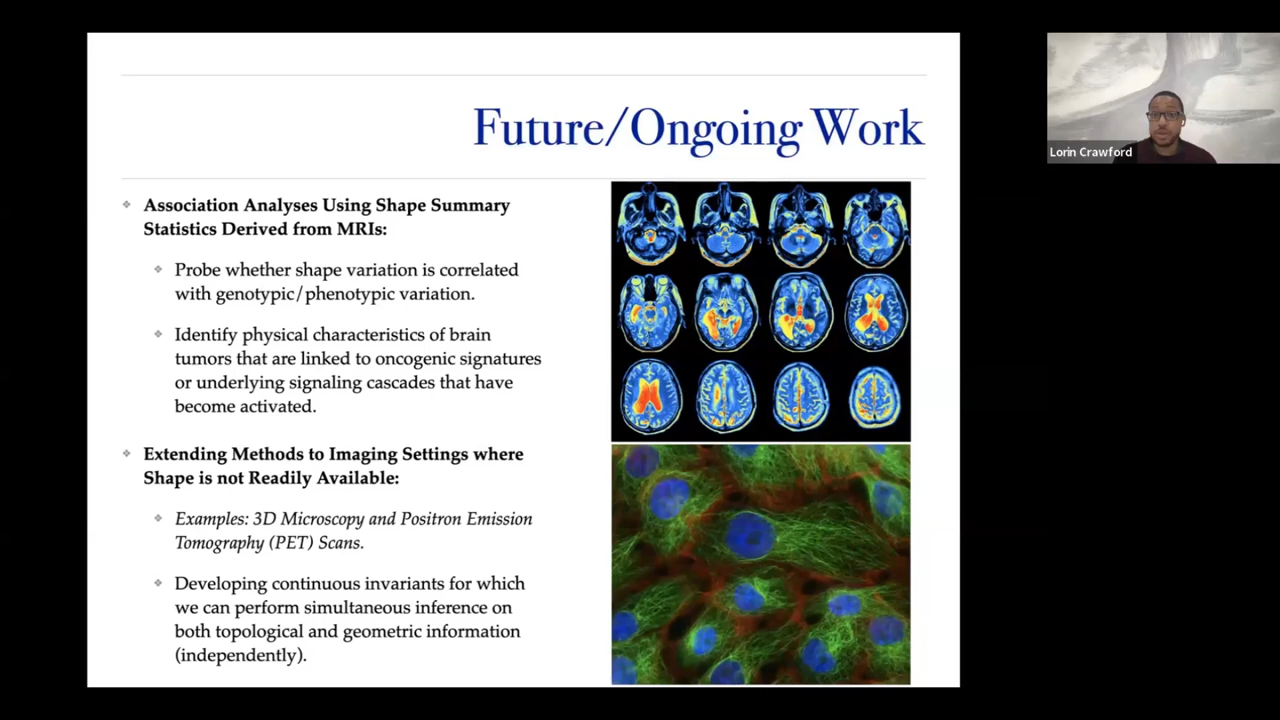 Future/Ongoing Work
Association Analyses Using Shape Summary
Statistics Derived from MRIs:
Probe whether shape variation is correlated
with genotypic/phenotypic variation.
Identify physical characteristics of brain
tumors that are linked to oncogenic signatures
or underlying signaling cascades that have
become activated.
Extending Methods to Imaging Settings where
Shape is not Readily Available:
Examples: 3D Microscopy and Positron Emission
Tomography (PET) Scans.
Developing continuous invariants for which
we can perform simultaneous inference on
both topological and geometric information
(independently).
Lorin Crawford